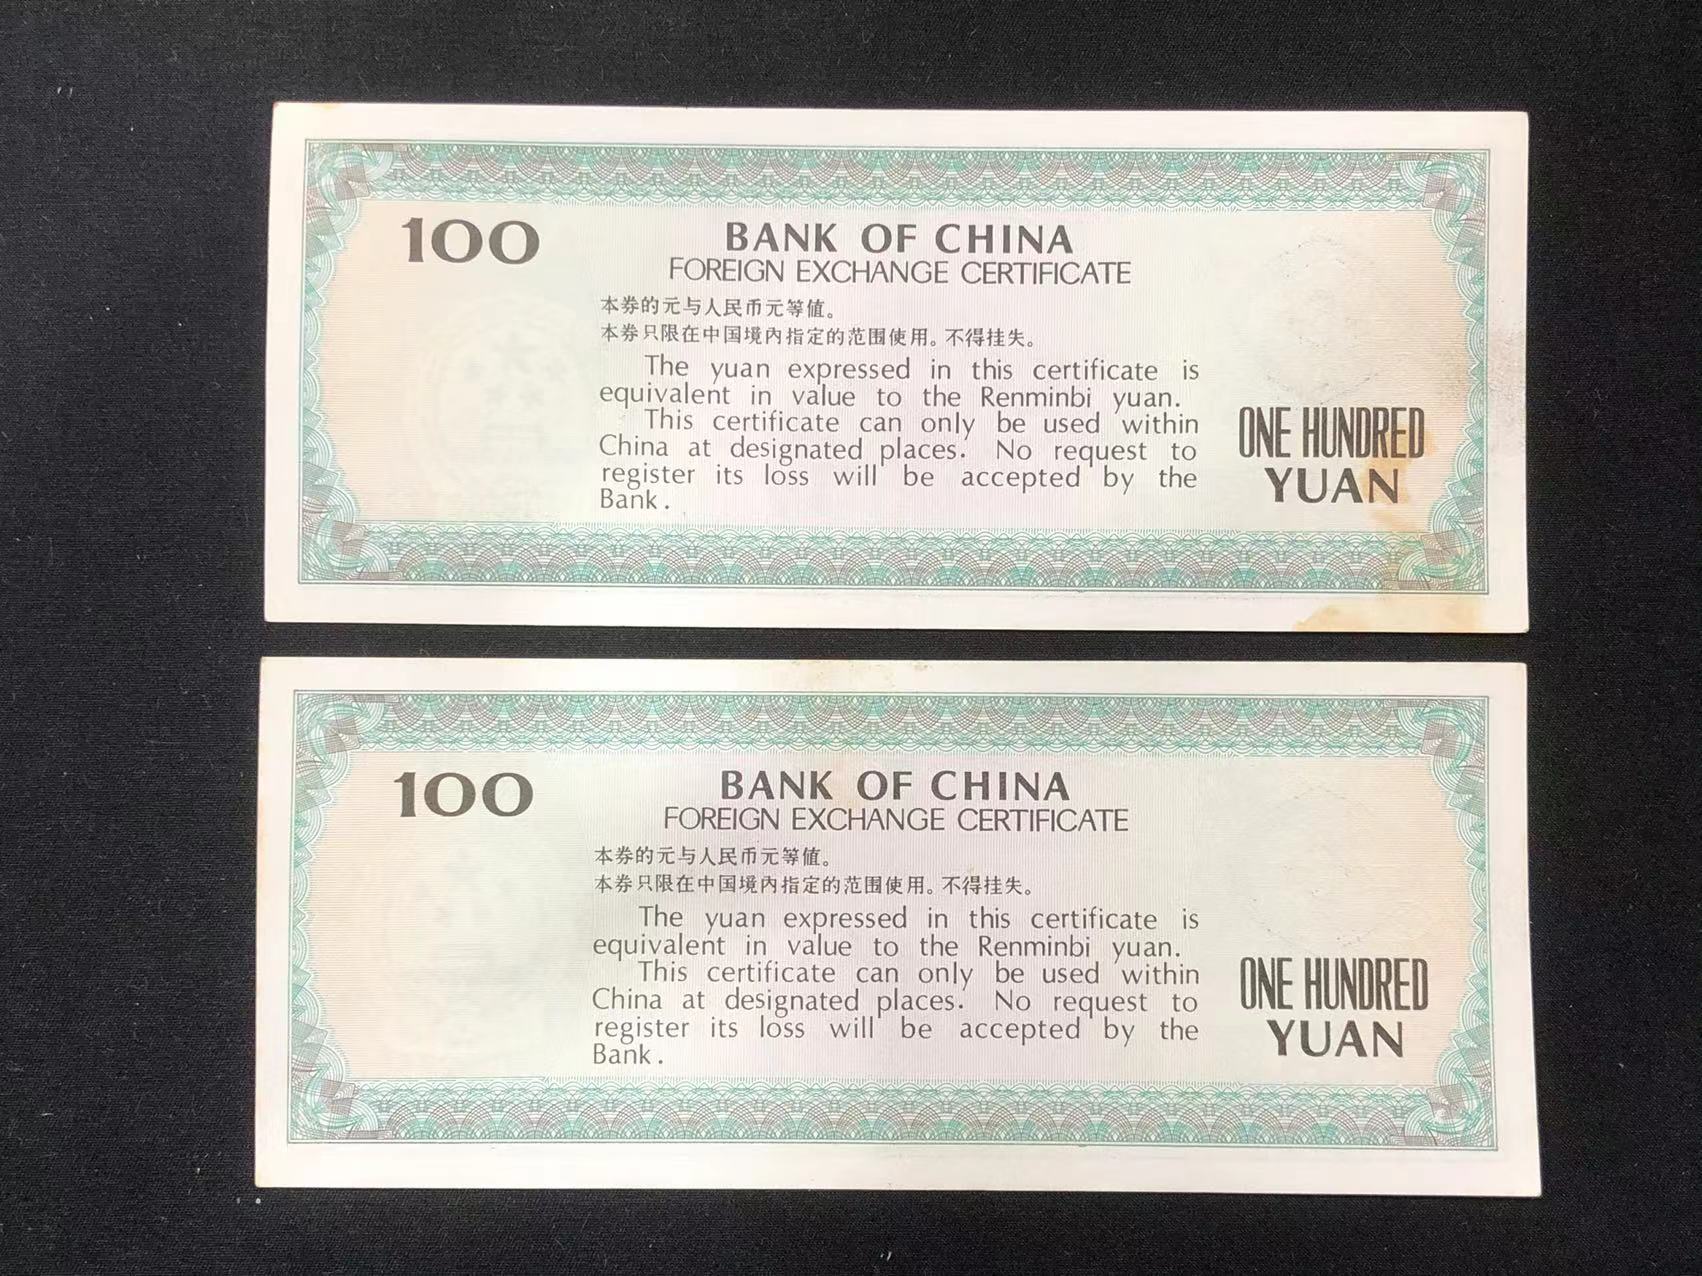 100
BANK OF CHINA
FOREIGN EXCHANGE CERTIFICATE
本券的元与人民币元等值。
本券只限在中国境内指定的范围使用。不得挂失。
The yuan expressed in this certificate is
equivalent in value to the Renminbi yuan.
This certificate can only be used within
China at designated places. No request to
register its loss will be accepted by the
Bank.
ONE HUNDRED
YUAN
100
BANK OF CHINA
FOREIGN EXCHANGE CERTIFICATE
本券的元与人民币元等值。
本券只限在中国境内指定的范围使用。不得挂失。
The yuan expressed in this certificate is
equivalent in value to the Renminbi yuan.
This certificate can only be used within
China at designated places. No request to
register its loss will be accepted by the
Bank.
ONE HUNDRED
YUAN